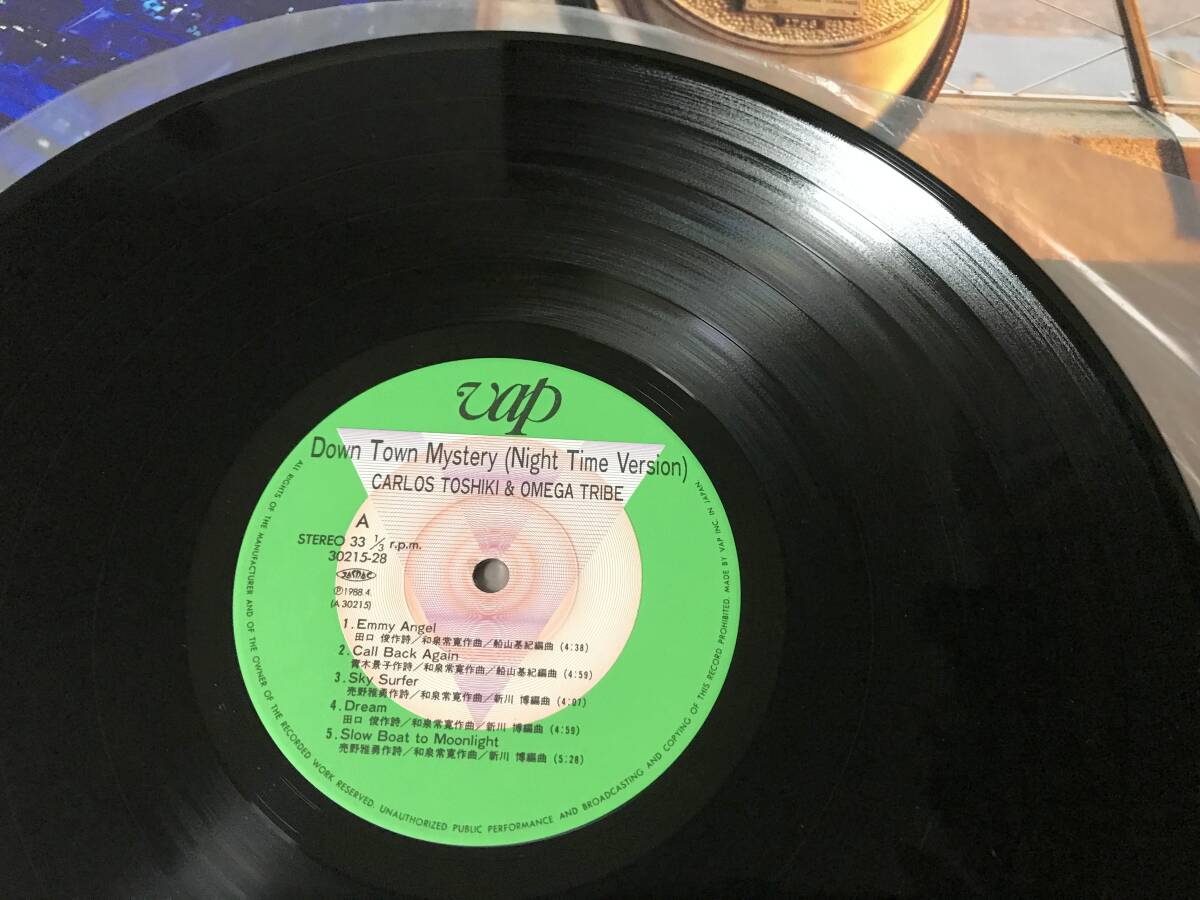 vap
Down Town Mystery (Night Time Version)
CARLOS TOSHIKI & OMEGA TRIBE
A
STEREO 33 1/3 r.p.m.
30215-28
Ⓟ1988.4.
(A30215)
1. Emmy Angel
田口 俊作詩/和泉常寛作曲/船山基紀編曲 (4:38)
2. Call Back Again
青木景子作詩/和泉常寛作曲/船山基紀編曲 (4:59)
3. Sky Surfer
売野雅勇作詩/和泉常寛作曲/新川 博編曲 (4:07)
4. Dream
田口 俊作詩/和泉常寛作曲/新川 博編曲 (4:59)
5. Slow Boat to Moonlight
売野雅勇作詩/和泉常寛作曲/新川 博編曲 (5:28)
ALL RIGHTS OF THE MANUFACTURER AND OF THE OWNER OF THE RECORDED WORK RESERVED. UNAUTHORIZED PUBLIC PERFORMANCE AND BROADCASTING AND COPYING OF THIS RECORD PROHIBITED. MADE BY VAP INC. IN JAPAN.